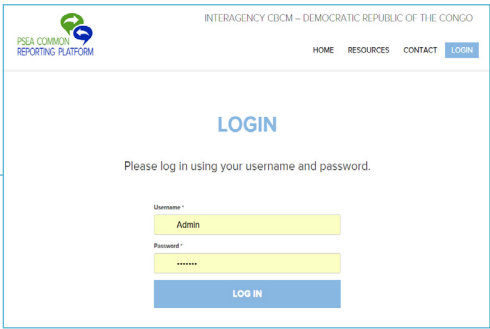 INTERAGENCY CBCM – DEMOCRATIC REPUBLIC OF THE CONGO
PSEA COMMON
REPORTING PLATFORM
HOME RESOURCES CONTACT LOGIN
LOGIN
Please log in using your username and password.
Username *
Admin
Password *
•••••••
LOG IN